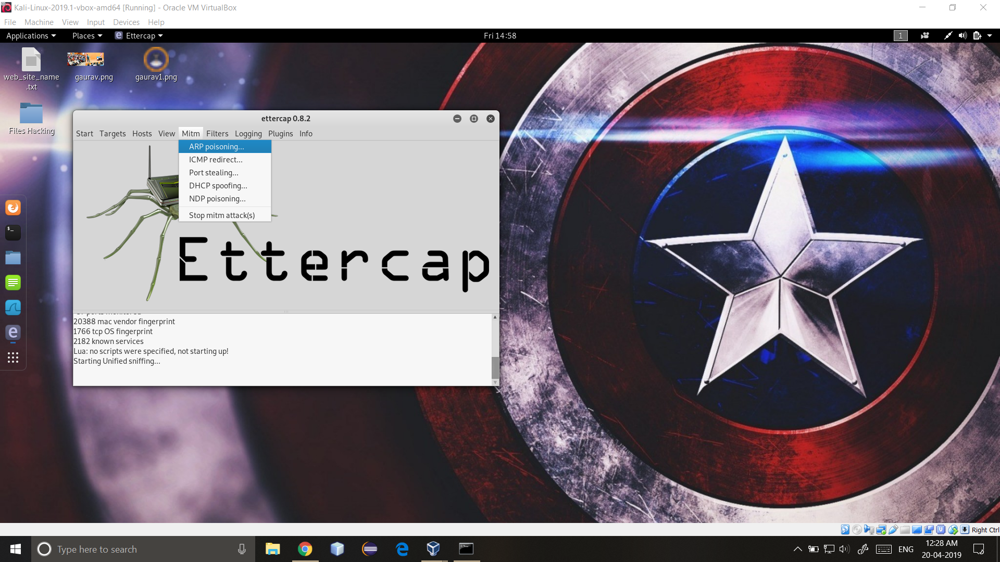 Kali-Linux-2019.1-vbox-amd64 [Running] - Oracle VM VirtualBox
File Machine View Input Devices Help
Applications Places Ettercap Fri 14:58 1
web_site_name
.txt
gaurav.png
gaurav1.png
Files Hacking
ettercap 0.8.2
Start Targets Hosts View Mitm Filters Logging Plugins Info
ARP poisoning...
ICMP redirect...
Port stealing...
DHCP spoofing...
NDP poisoning...
Stop mitm attack(s)
Ettercap
20388 mac vendor fingerprint
1766 tcp OS fingerprint
2182 known services
Lua: no scripts were specified, not starting up!
Starting Unified sniffing...
Right Ctrl
Type here to search
ENG
12:28 AM
20-04-2019